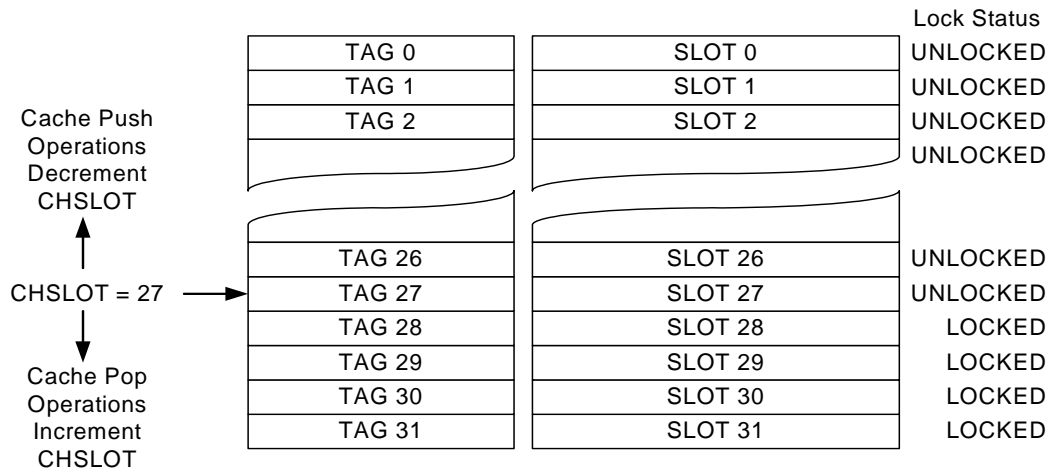 Lock Status
TAG 0 SLOT 0 UNLOCKED
TAG 1 SLOT 1 UNLOCKED
TAG 2 SLOT 2 UNLOCKED
UNLOCKED
Cache Push
Operations
Decrement
CHSLOT
TAG 26 SLOT 26 UNLOCKED
CHSLOT = 27 TAG 27 SLOT 27 UNLOCKED
TAG 28 SLOT 28 LOCKED
TAG 29 SLOT 29 LOCKED
TAG 30 SLOT 30 LOCKED
TAG 31 SLOT 31 LOCKED
Cache Pop
Operations
Increment
CHSLOT